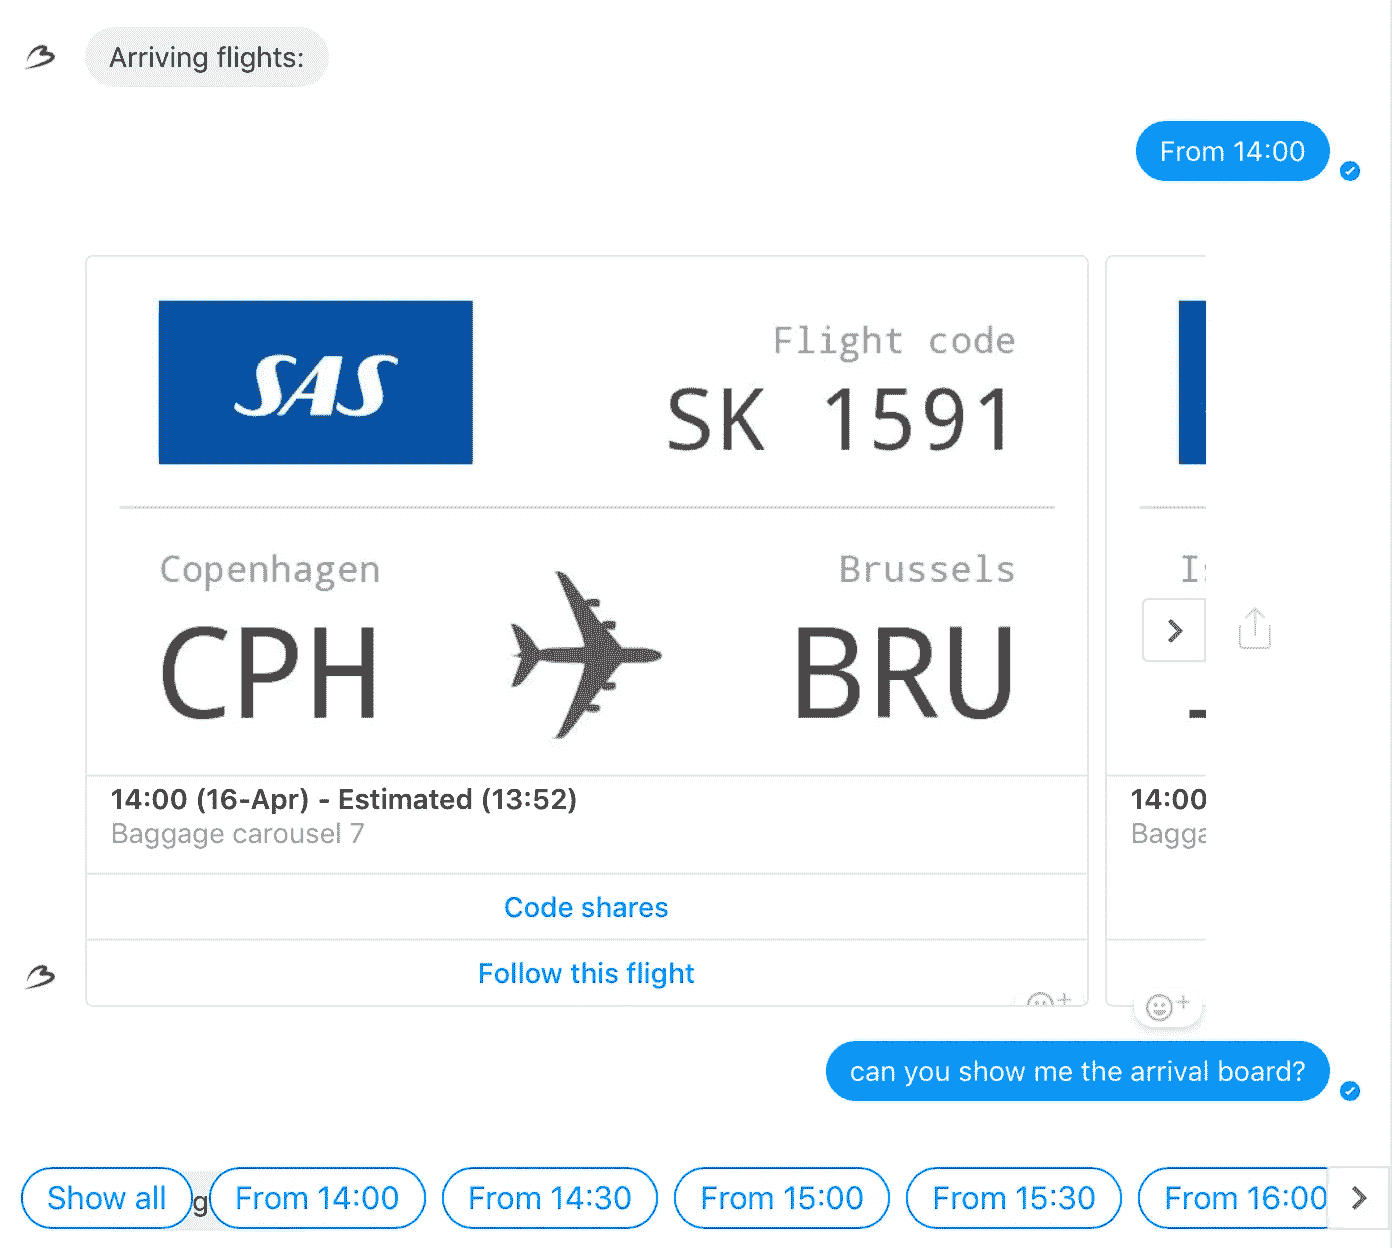 Arriving flights:
From 14:00
SAS
Flight code
SK 1591
Copenhagen
Brussels
CPH
BRU
14:00 (16-Apr) - Estimated (13:52)
Baggage carousel 7
Code shares
Follow this flight
14:00
Bagga
can you show me the arrival board?
Show all
From 14:00
From 14:30
From 15:00
From 15:30
From 16:00